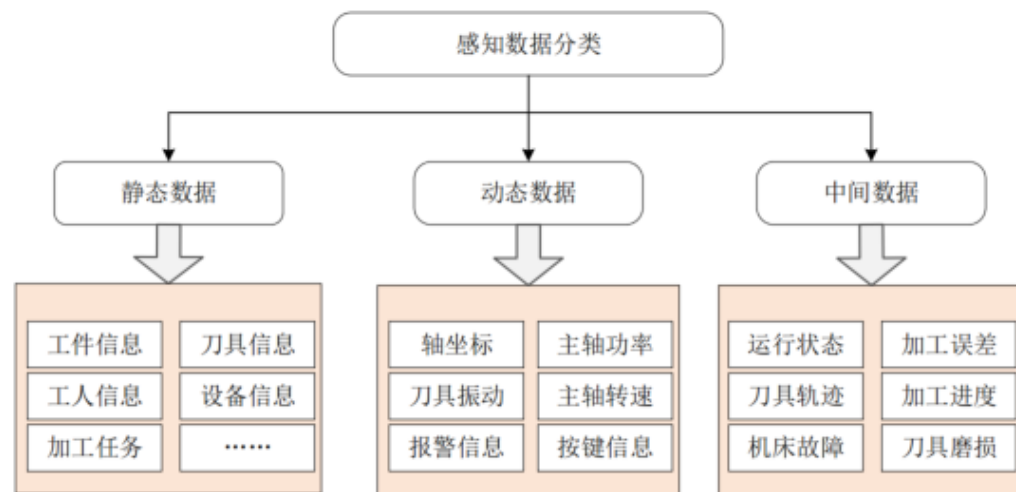 感知数据分类
静态数据
动态数据
中间数据
工件信息
刀具信息
工人信息
设备信息
加工任务
……
轴坐标
主轴功率
刀具振动
主轴转速
报警信息
按键信息
运行状态
加工误差
刀具轨迹
加工进度
机床故障
刀具磨损